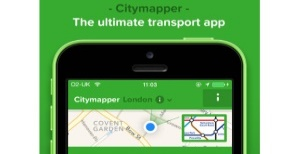 - Citymapper -
The ultimate transport app
O2-UK 11:03
Citymapper London
COVENT
GARDEN